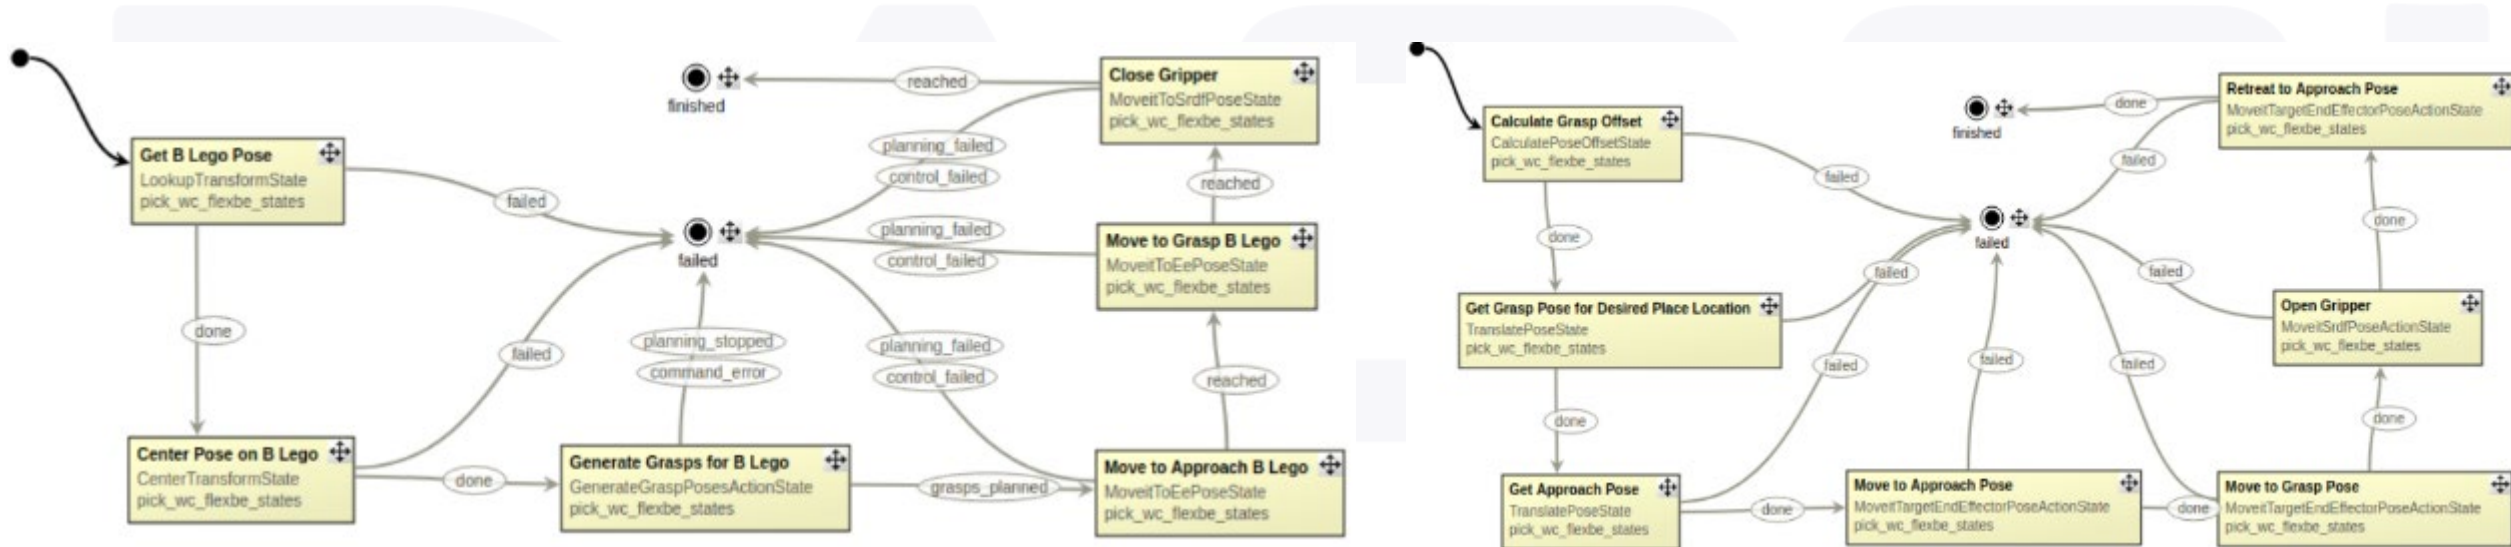 finished
reached
Close Gripper
MoveitToSrdfPoseState
pick_wc_flexbe_states
planning_failed
control_failed
Get B Lego Pose
LookupTransformState
pick_wc_flexbe_states
failed
reached
failed
planning_failed
control_failed
Move to Grasp B Lego
MoveitToEePoseState
pick_wc_flexbe_states
done
failed
planning_stopped
command_error
planning_failed
control_failed
reached
Center Pose on B Lego
CenterTransformState
pick_wc_flexbe_states
done
Generate Grasps for B Lego
GenerateGraspPosesActionState
pick_wc_flexbe_states
grasps_planned
Move to Approach B Lego
MoveitToEePoseState
pick_wc_flexbe_states
Calculate Grasp Offset
CalculatePoseOffsetState
pick_wc_flexbe_states
failed
finished
done
Retreat to Approach Pose
MoveitTargetEndEffectorPoseActionState
pick_wc_flexbe_states
failed
done
failed
done
failed
failed
Get Grasp Pose for Desired Place Location
TranslatePoseState
pick_wc_flexbe_states
Open Gripper
MoveitSrdfPoseActionState
pick_wc_flexbe_states
failed
failed
failed
done
done
Get Approach Pose
TranslatePoseState
pick_wc_flexbe_states
done
Move to Approach Pose
MoveitTargetEndEffectorPoseActionState
pick_wc_flexbe_states
done
Move to Grasp Pose
MoveitTargetEndEffectorPoseActionState
pick_wc_flexbe_states